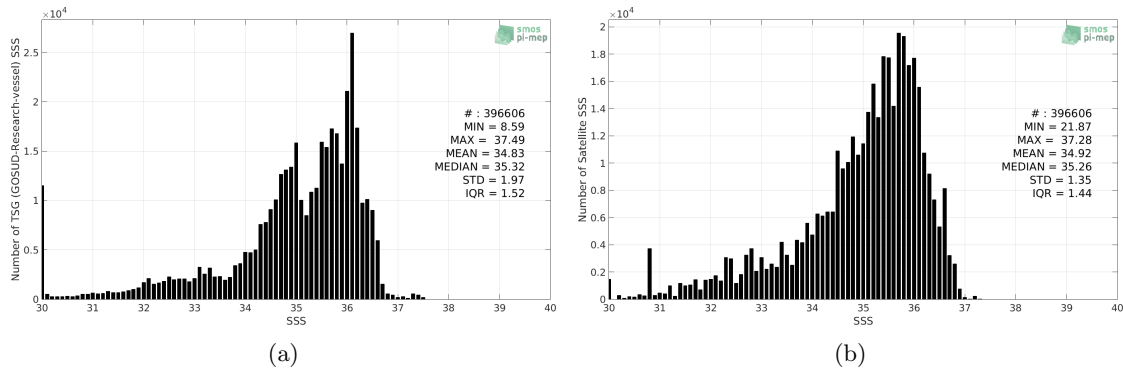 ×10⁴
smos
pi-mep
Number of TSG (GOSUD-Research-vessel) SSS
2.5
2
1.5
1
0.5
0
# : 396606
MIN = 8.59
MAX = 37.49
MEAN = 34.83
MEDIAN = 35.32
STD = 1.97
IQR = 1.52
30 31 32 33 34 35 36 37 38 39 40
SSS
(a)
×10⁴
smos
pi-mep
Number of Satellite SSS
2
1.8
1.6
1.4
1.2
1
0.8
0.6
0.4
0.2
0
# : 396606
MIN = 21.87
MAX = 37.28
MEAN = 34.92
MEDIAN = 35.26
STD = 1.35
IQR = 1.44
30 31 32 33 34 35 36 37 38 39 40
SSS
(b)